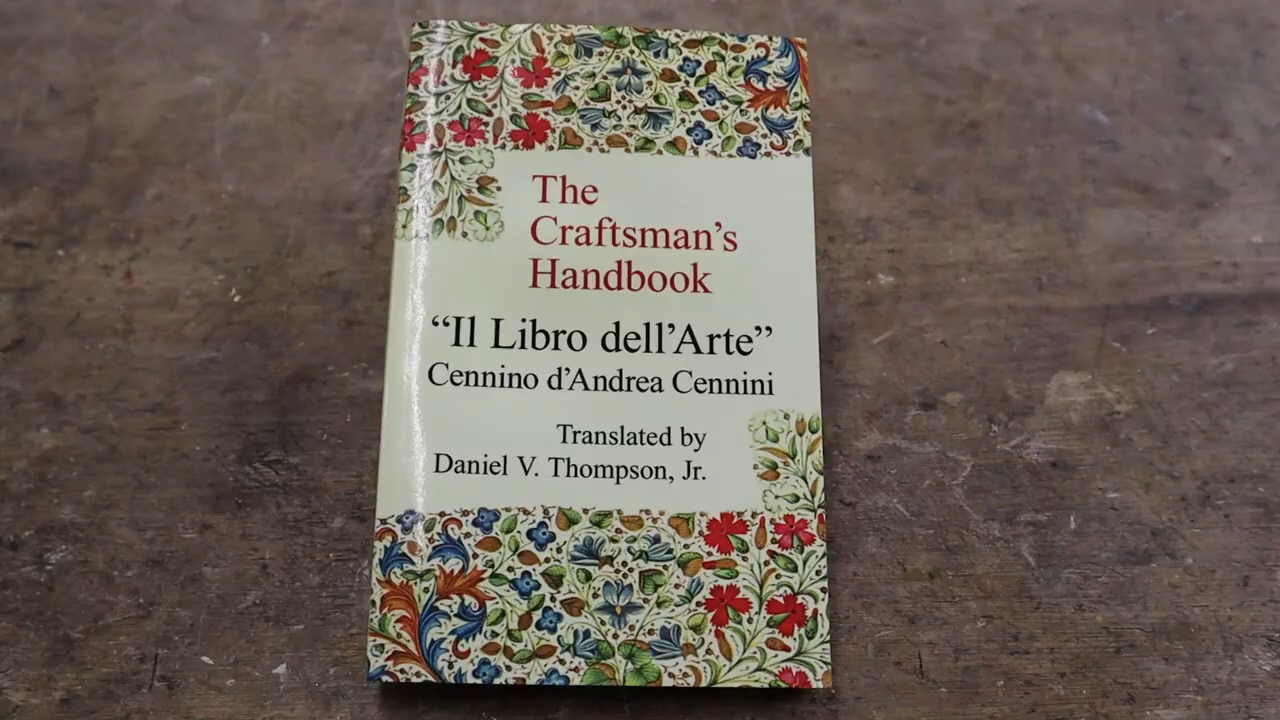 The
Craftsman's
Handbook
“Il Libro dell’Arte”
Cennino d’Andrea Cennini
Translated by
Daniel V. Thompson, Jr.